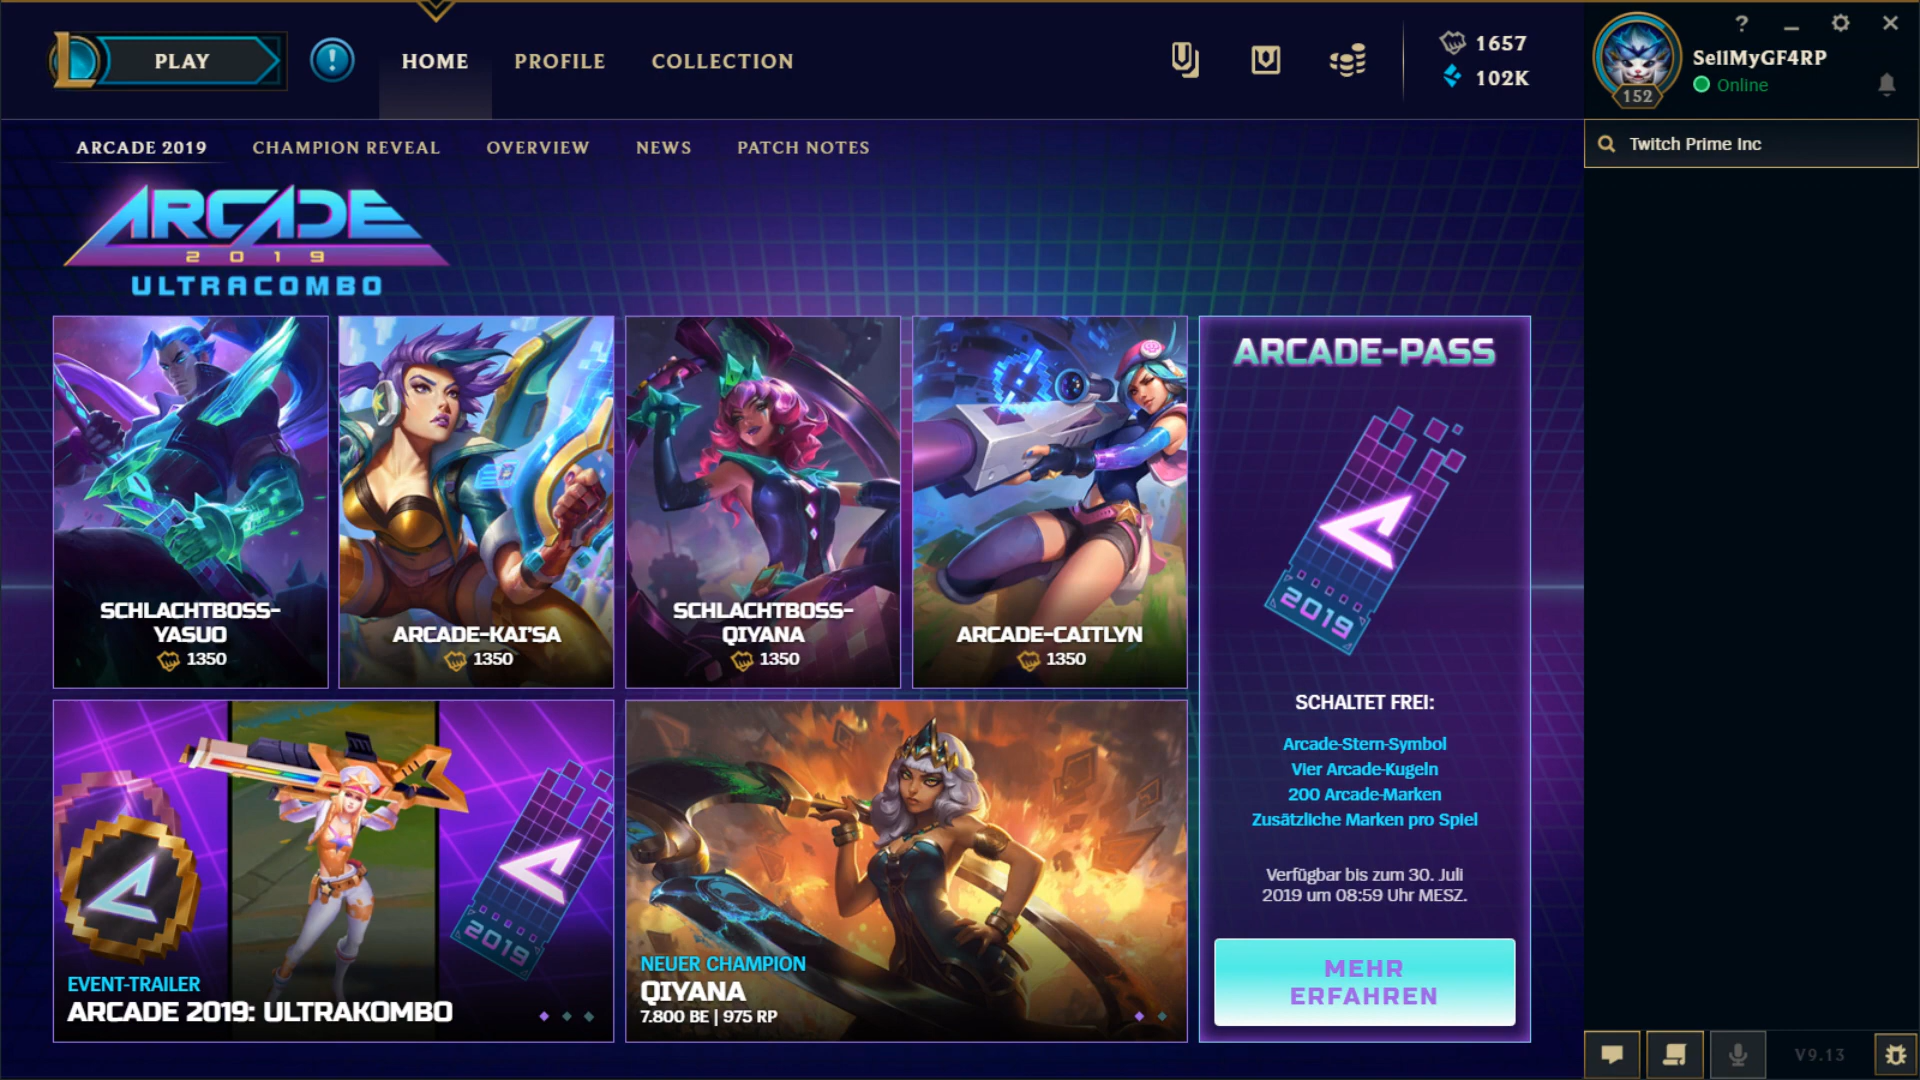 PLAY
HOME
PROFILE
COLLECTION
1657
102K
?
152
SellMyGF4RP
Online
ARCADE 2019
CHAMPION REVEAL
OVERVIEW
NEWS
PATCH NOTES
Twitch Prime Inc
ARCADE
2019
ULTRACOMBO
SCHLACHTBOSS-
YASUO
1350
ARCADE-KAI'SA
1350
SCHLACHTBOSS-
QIYANA
1350
ARCADE-CAITLYN
1350
ARCADE-PASS
2019
SCHALTET FREI:
Arcade-Stern-Symbol
Vier Arcade-Kugeln
200 Arcade-Marken
Zusätzliche Marken pro Spiel
Verfügbar bis zum 30. Juli
2019 um 08:59 Uhr MESZ.
MEHR
ERFAHREN
2019
EVENT-TRAILER
ARCADE 2019: ULTRAKOMBO
NEUER CHAMPION
QIYANA
7.800 BE | 975 RP
V9.13